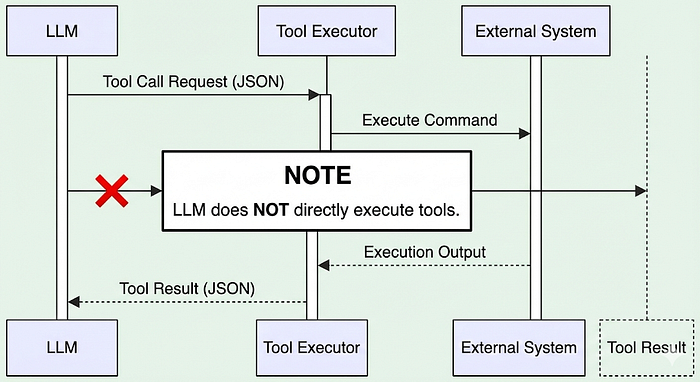 LLM
Tool Executor
External System
Tool Call Request (JSON)
Execute Command
NOTE
LLM does NOT directly execute tools.
Execution Output
Tool Result (JSON)
LLM
Tool Executor
External System
Tool Result